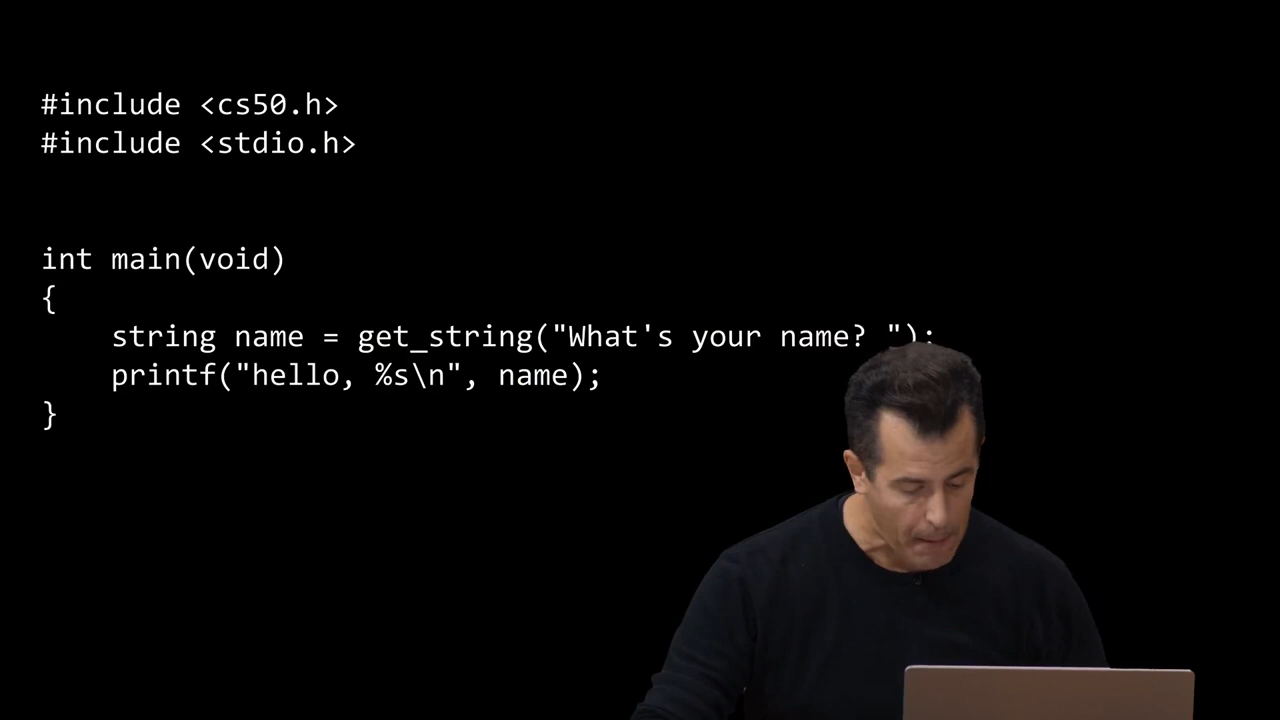 #include <cs50.h>
#include <stdio.h>
int main(void)
{
    string name = get_string("What's your name? ");
    printf("hello, %s\n", name);
}